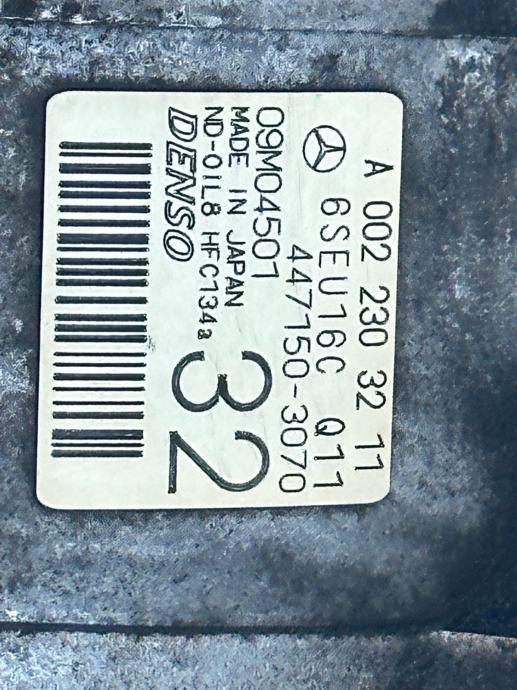 A 002 230 32 11
6SEU16C Q11
447150-3070
09M04501
MADE IN JAPAN
ND-OIL8 HFC134a
DENSO
32